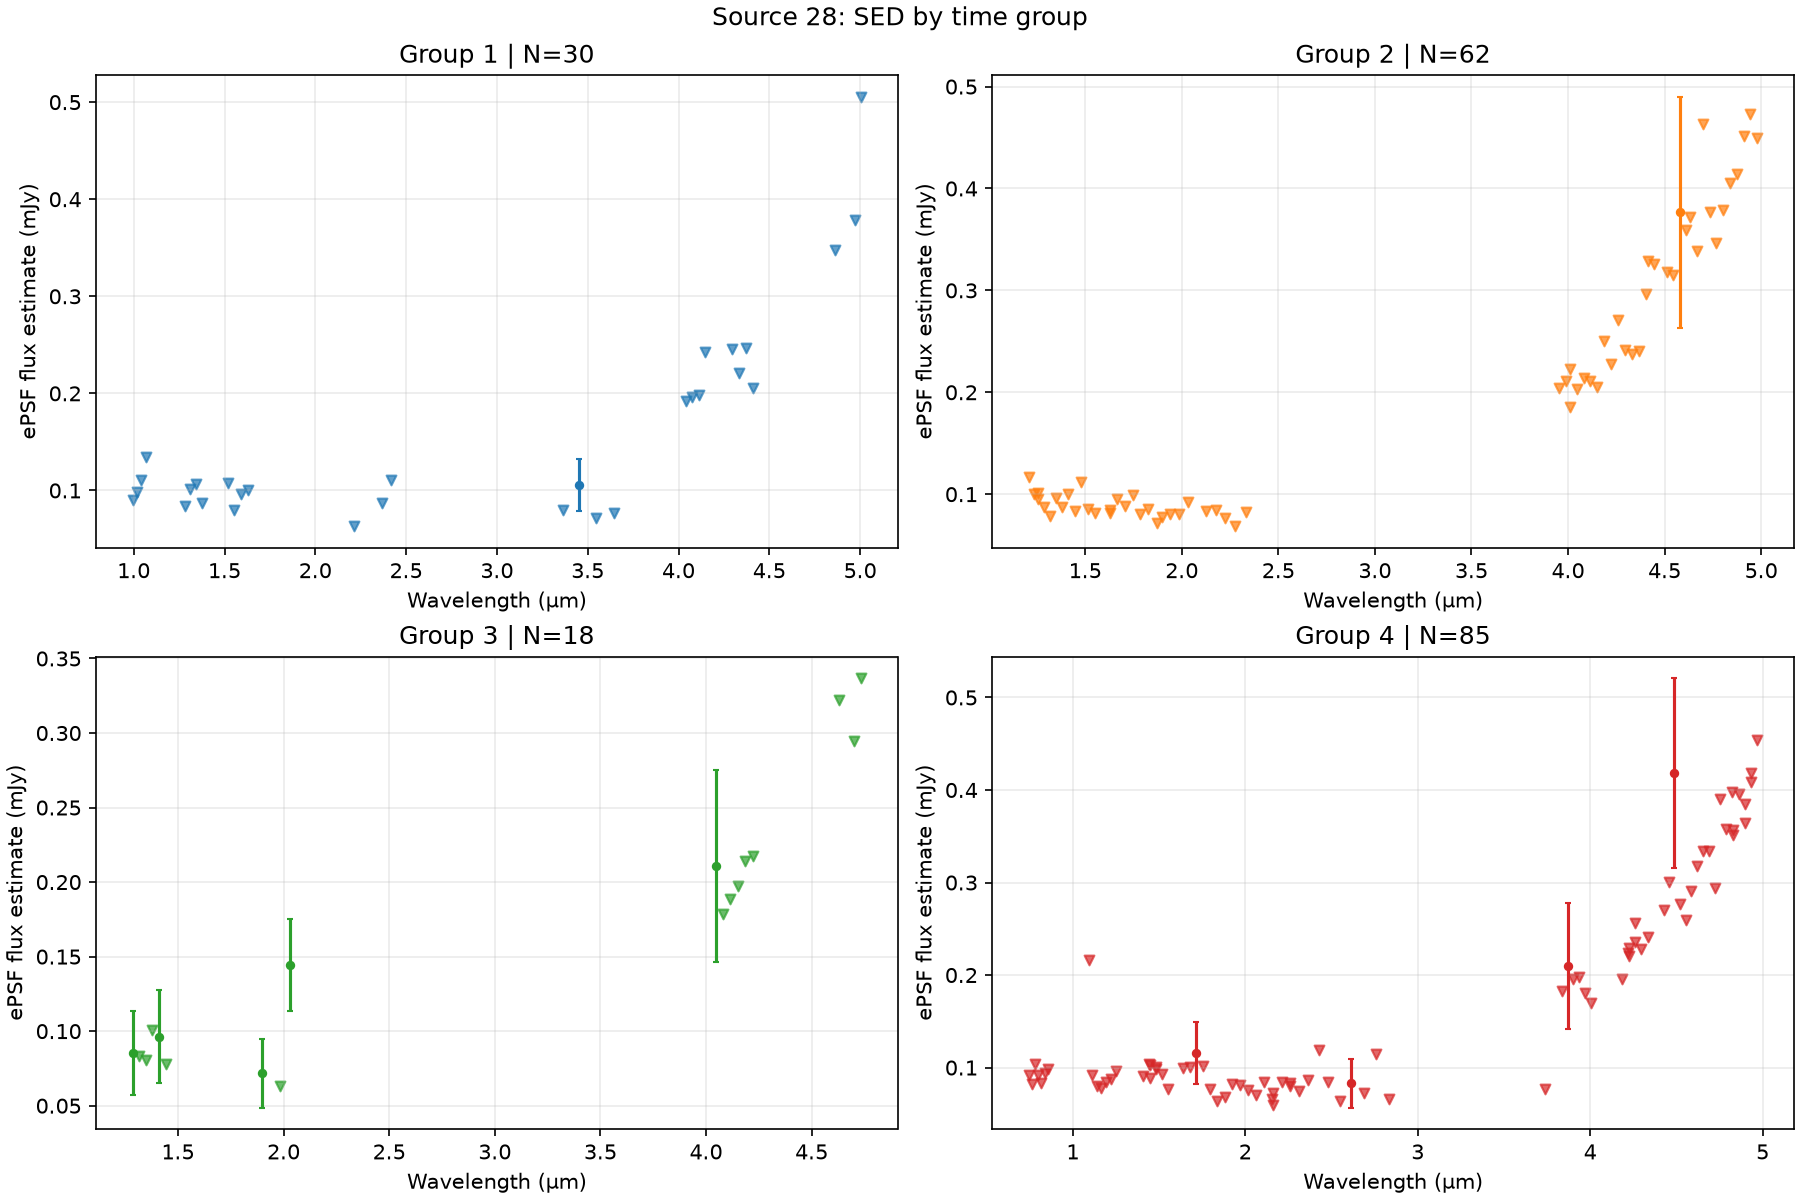 Source 28: SED by time group
Group 1 | N=30
0.5
0.4
0.3
0.2
0.1
ePSF flux estimate (mJy)
1.0 1.5 2.0 2.5 3.0 3.5 4.0 4.5 5.0
Wavelength (μm)
Group 2 | N=62
0.5
0.4
0.3
0.2
0.1
ePSF flux estimate (mJy)
1.5 2.0 2.5 3.0 3.5 4.0 4.5 5.0
Wavelength (μm)
Group 3 | N=18
0.35
0.30
0.25
0.20
0.15
0.10
0.05
ePSF flux estimate (mJy)
1.5 2.0 2.5 3.0 3.5 4.0 4.5
Wavelength (μm)
Group 4 | N=85
0.5
0.4
0.3
0.2
0.1
ePSF flux estimate (mJy)
1 2 3 4 5
Wavelength (μm)